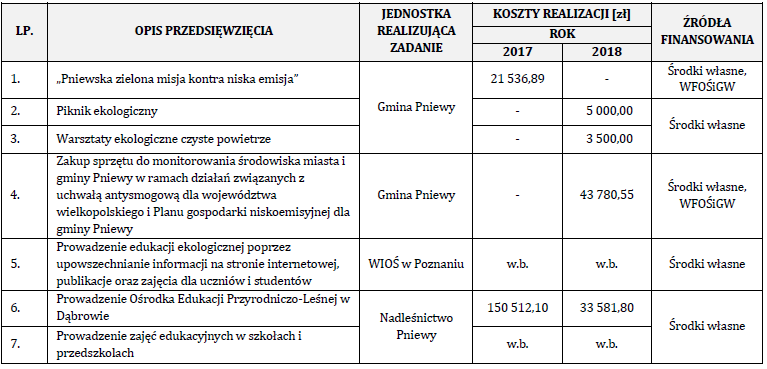 LP. OPIS PRZEDSIĘWZIĘCIA JEDNOSTKA REALIZUJĄCA ZADANIE KOSZTY REALIZACJI [zł] ŹRÓDŁA FINANSOWANIA
ROK
2017 2018
1. „Pniewska zielona misja kontra niska emisja” Gmina Pniewy 21 536,89 - Środki własne, WFOŚiGW
2. Piknik ekologiczny - 5 000,00 Środki własne
3. Warsztaty ekologiczne czyste powietrze - 3 500,00
4. Zakup sprzętu do monitorowania środowiska miasta i
gminy Pniewy w ramach działań związanych z
uchwałą antysmogową dla województwa
wielkopolskiego i Planu gospodarki niskoemisyjnej dla
gminy Pniewy
Gmina Pniewy - 43 780,55 Środki własne, WFOŚiGW
5. Prowadzenie edukacji ekologicznej poprzez
upowszechnianie informacji na stronie internetowej,
publikacje oraz zajęcia dla uczniów i studentów
WIOŚ w Poznaniu w.b. w.b. Środki własne
6. Prowadzenie Ośrodka Edukacji Przyrodniczo-Leśnej w
Dąbrowie
Nadleśnictwo Pniewy 150 512,10 33 581,80 Środki własne
7. Prowadzenie zajęć edukacyjnych w szkołach i
przedszkolach
w.b. w.b.